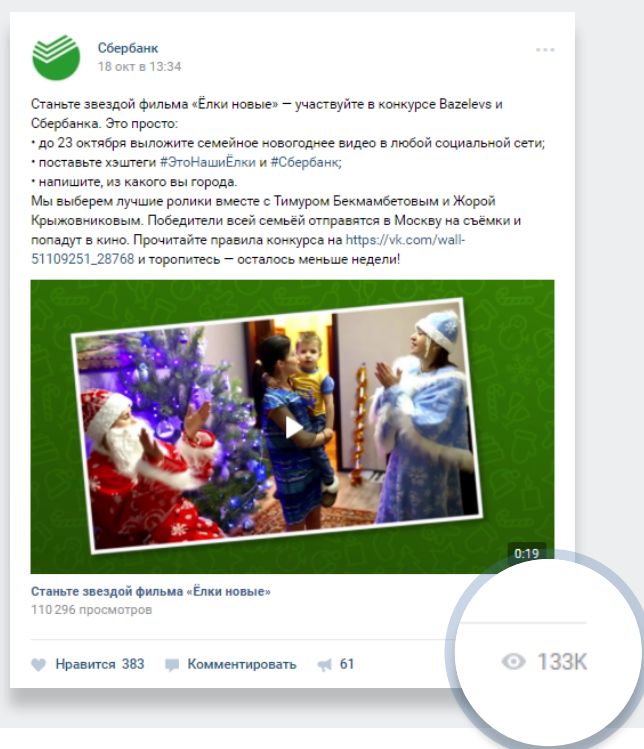 Сбербанк
18 окт в 13:34
Станьте звездой фильма «Ёлки новые» — участвуйте в конкурсе Bazelevs и
Сбербанка. Это просто:
• до 23 октября выложите семейное новогоднее видео в любой социальной сети;
• поставьте хэштеги #ЭтоНашиЁлки и #Сбербанк;
• напишите, из какого вы города.
Мы выберем лучшие ролики вместе с Тимуром Бекмамбетовым и Жорой
Крыжовниковым. Победители всей семьёй отправятся в Москву на съёмки и
попадут в кино. Прочитайте правила конкурса на https://vk.com/wall-
51109251_28768 и торопитесь — осталось меньше недели!
0:19
Станьте звездой фильма «Ёлки новые»
110 296 просмотров
Нравится 383 Комментировать 61 133K